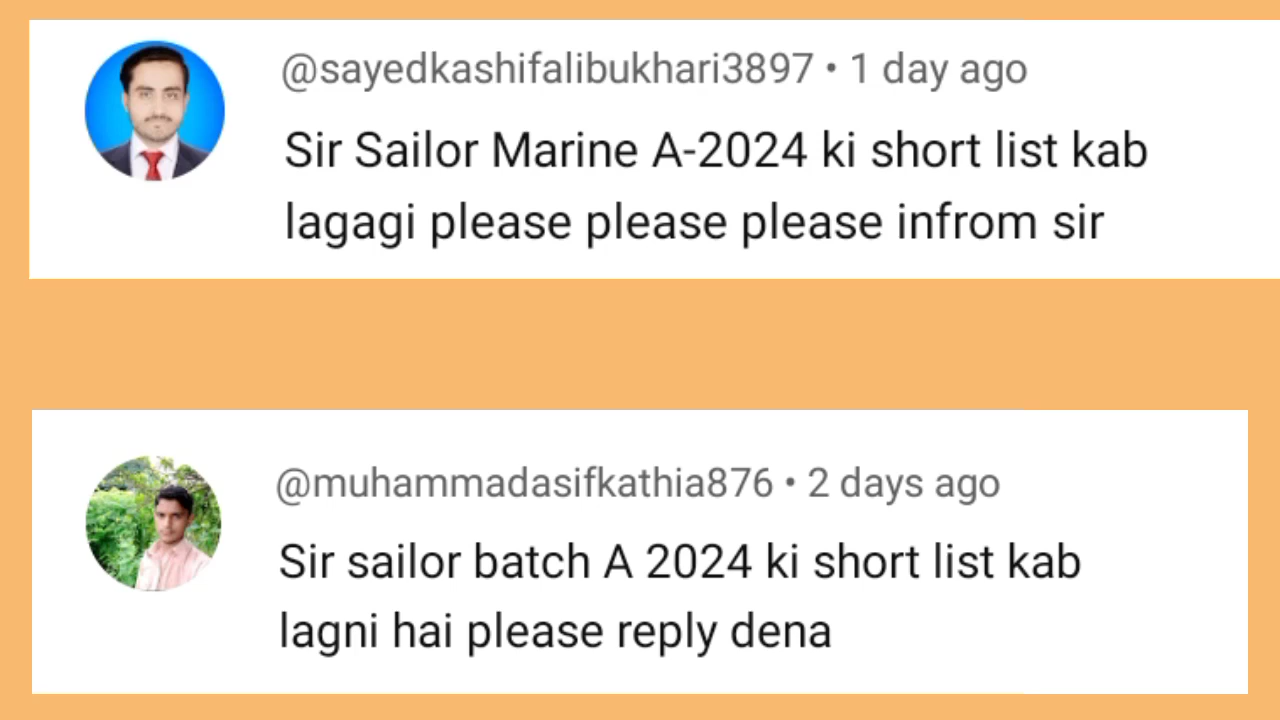 @sayedkashifalibukhari3897 • 1 day ago
Sir Sailor Marine A-2024 ki short list kab
lagagi please please please infrom sir
@muhammadasifkathia876 • 2 days ago
Sir sailor batch A 2024 ki short list kab
lagni hai please reply dena